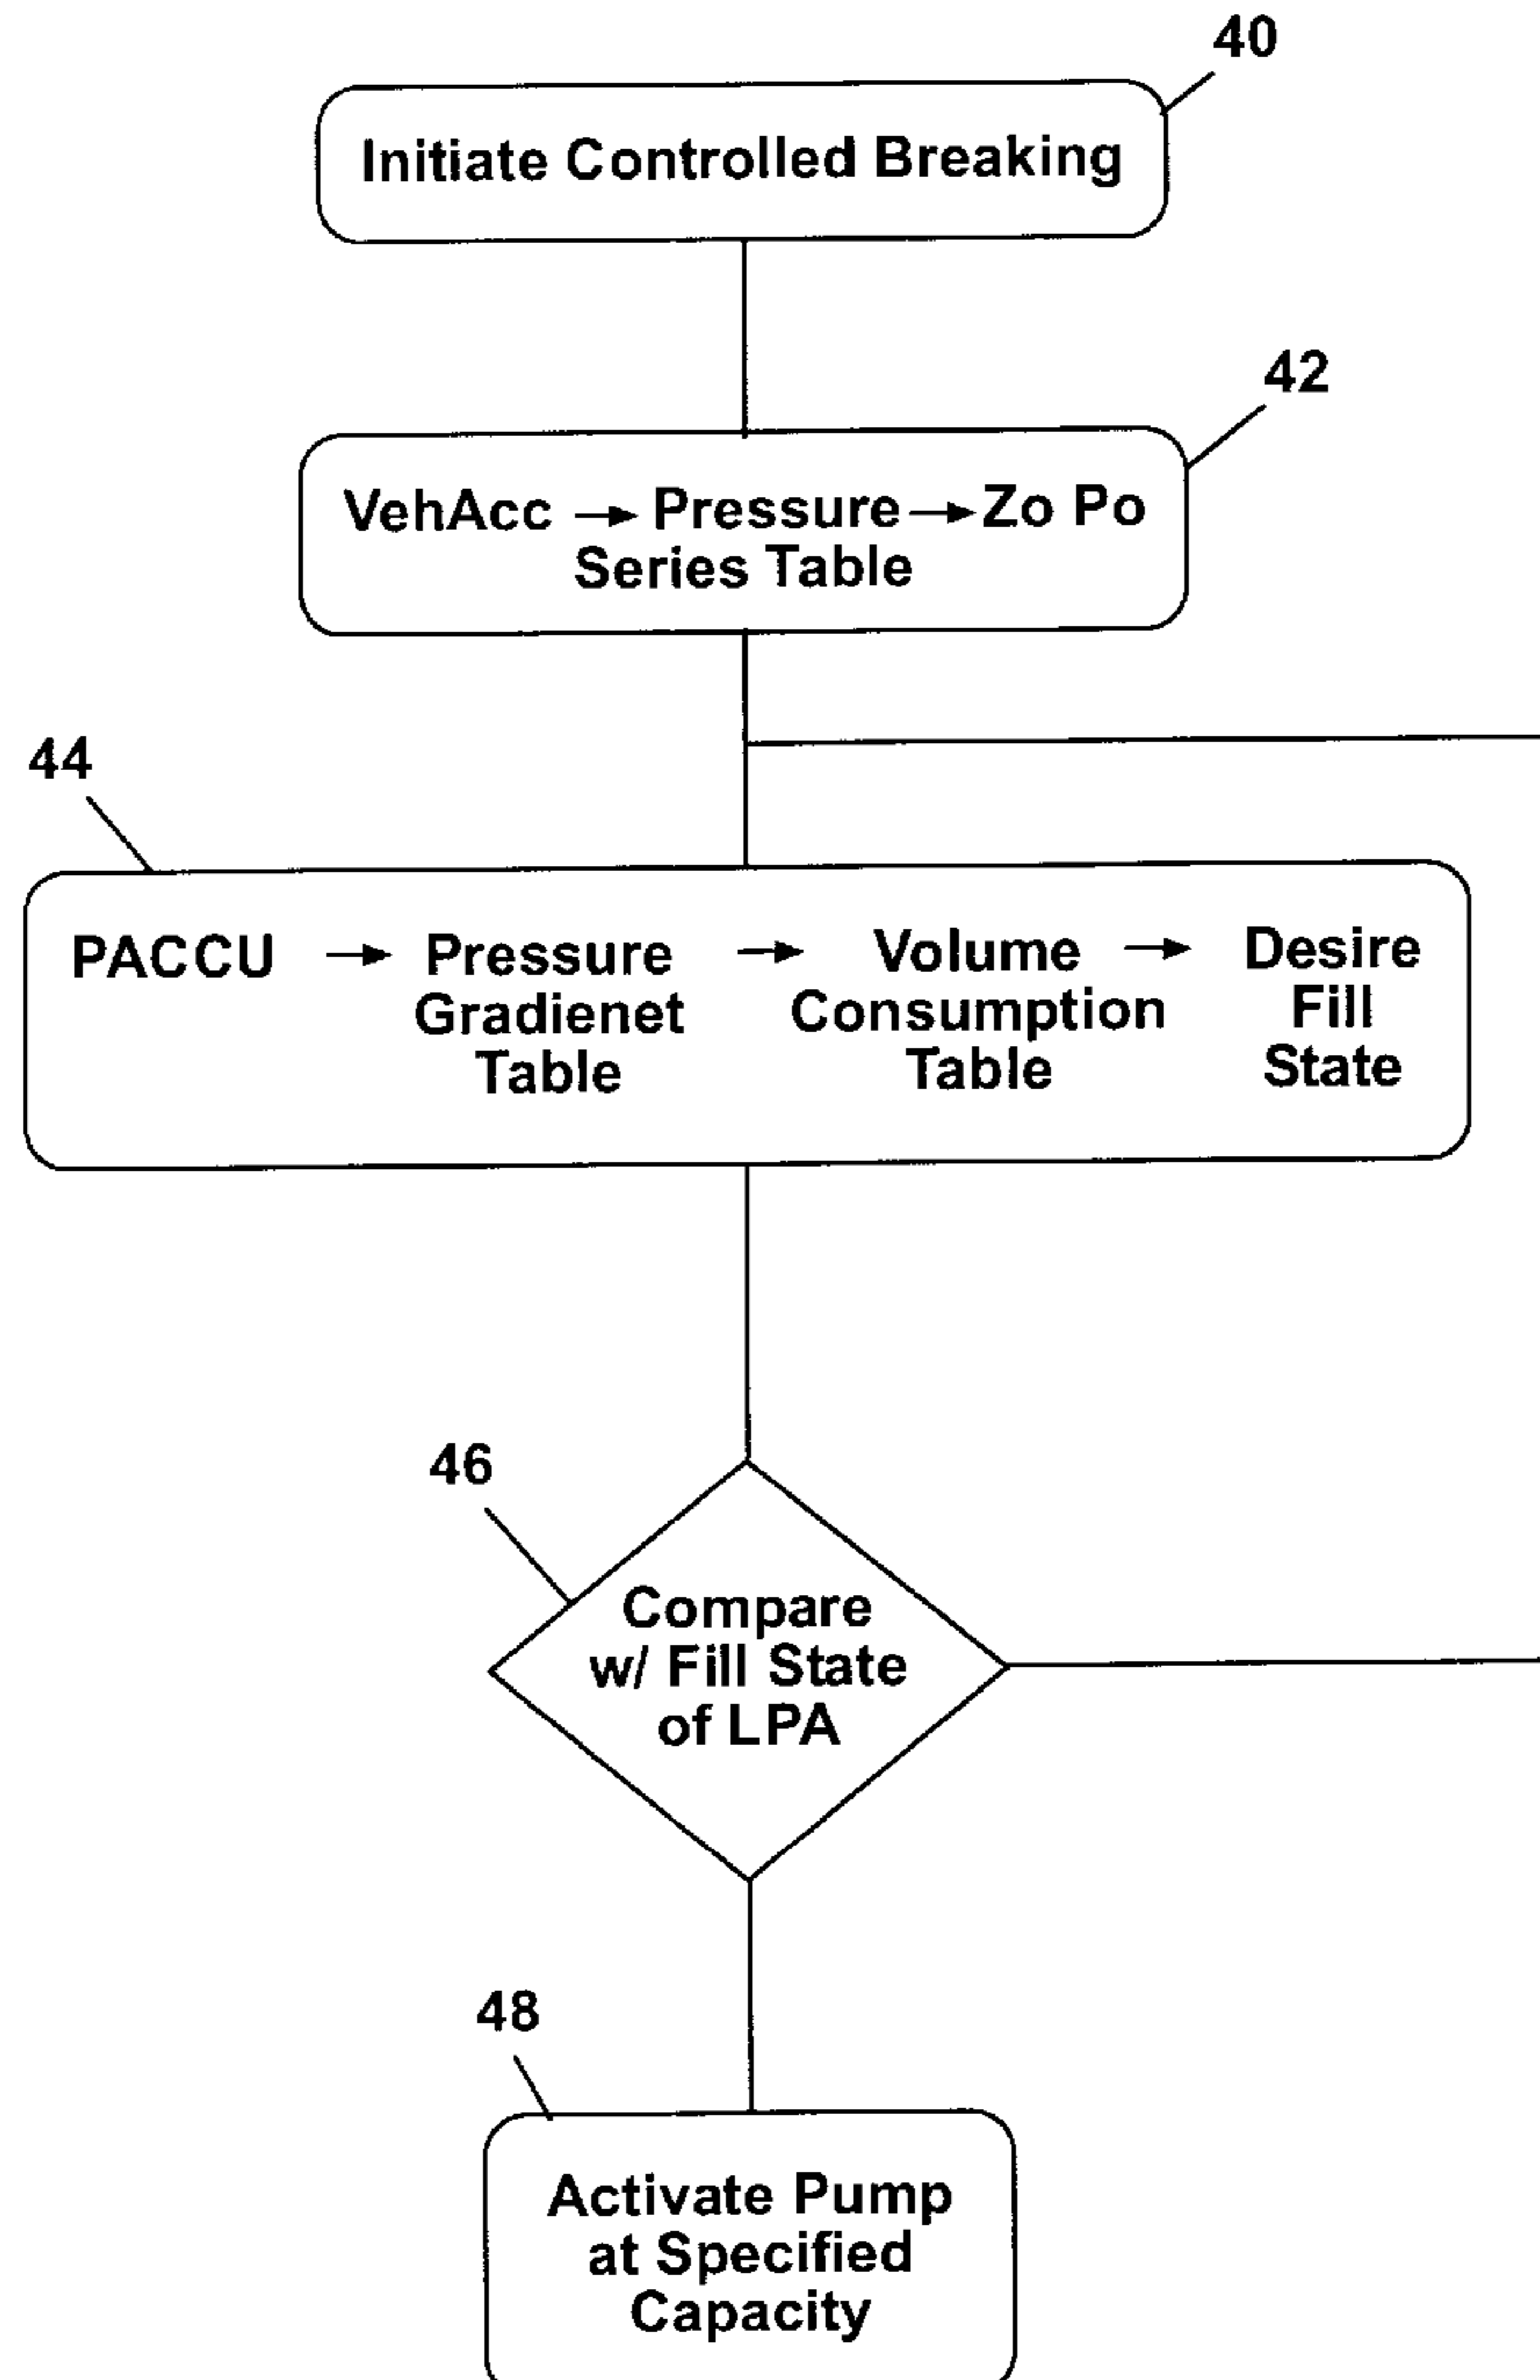 40
Initiate Controlled Breaking
42
VehAcc → Pressure → Zo Po
Series Table
44
PACCU → Pressure → Volume → Desire
Gradienet Consumption Fill
Table Table State
46
Compare
w/ Fill State
of LPA
48
Activate Pump
at Specified
Capacity